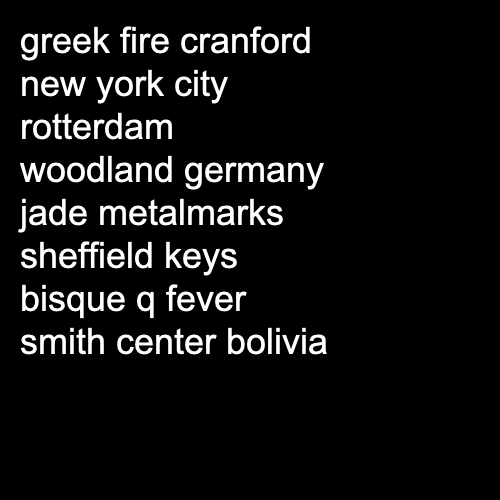 greek fire cranford
new york city
rotterdam
woodland germany
jade metalmarks
sheffield keys
bisque q fever
smith center bolivia